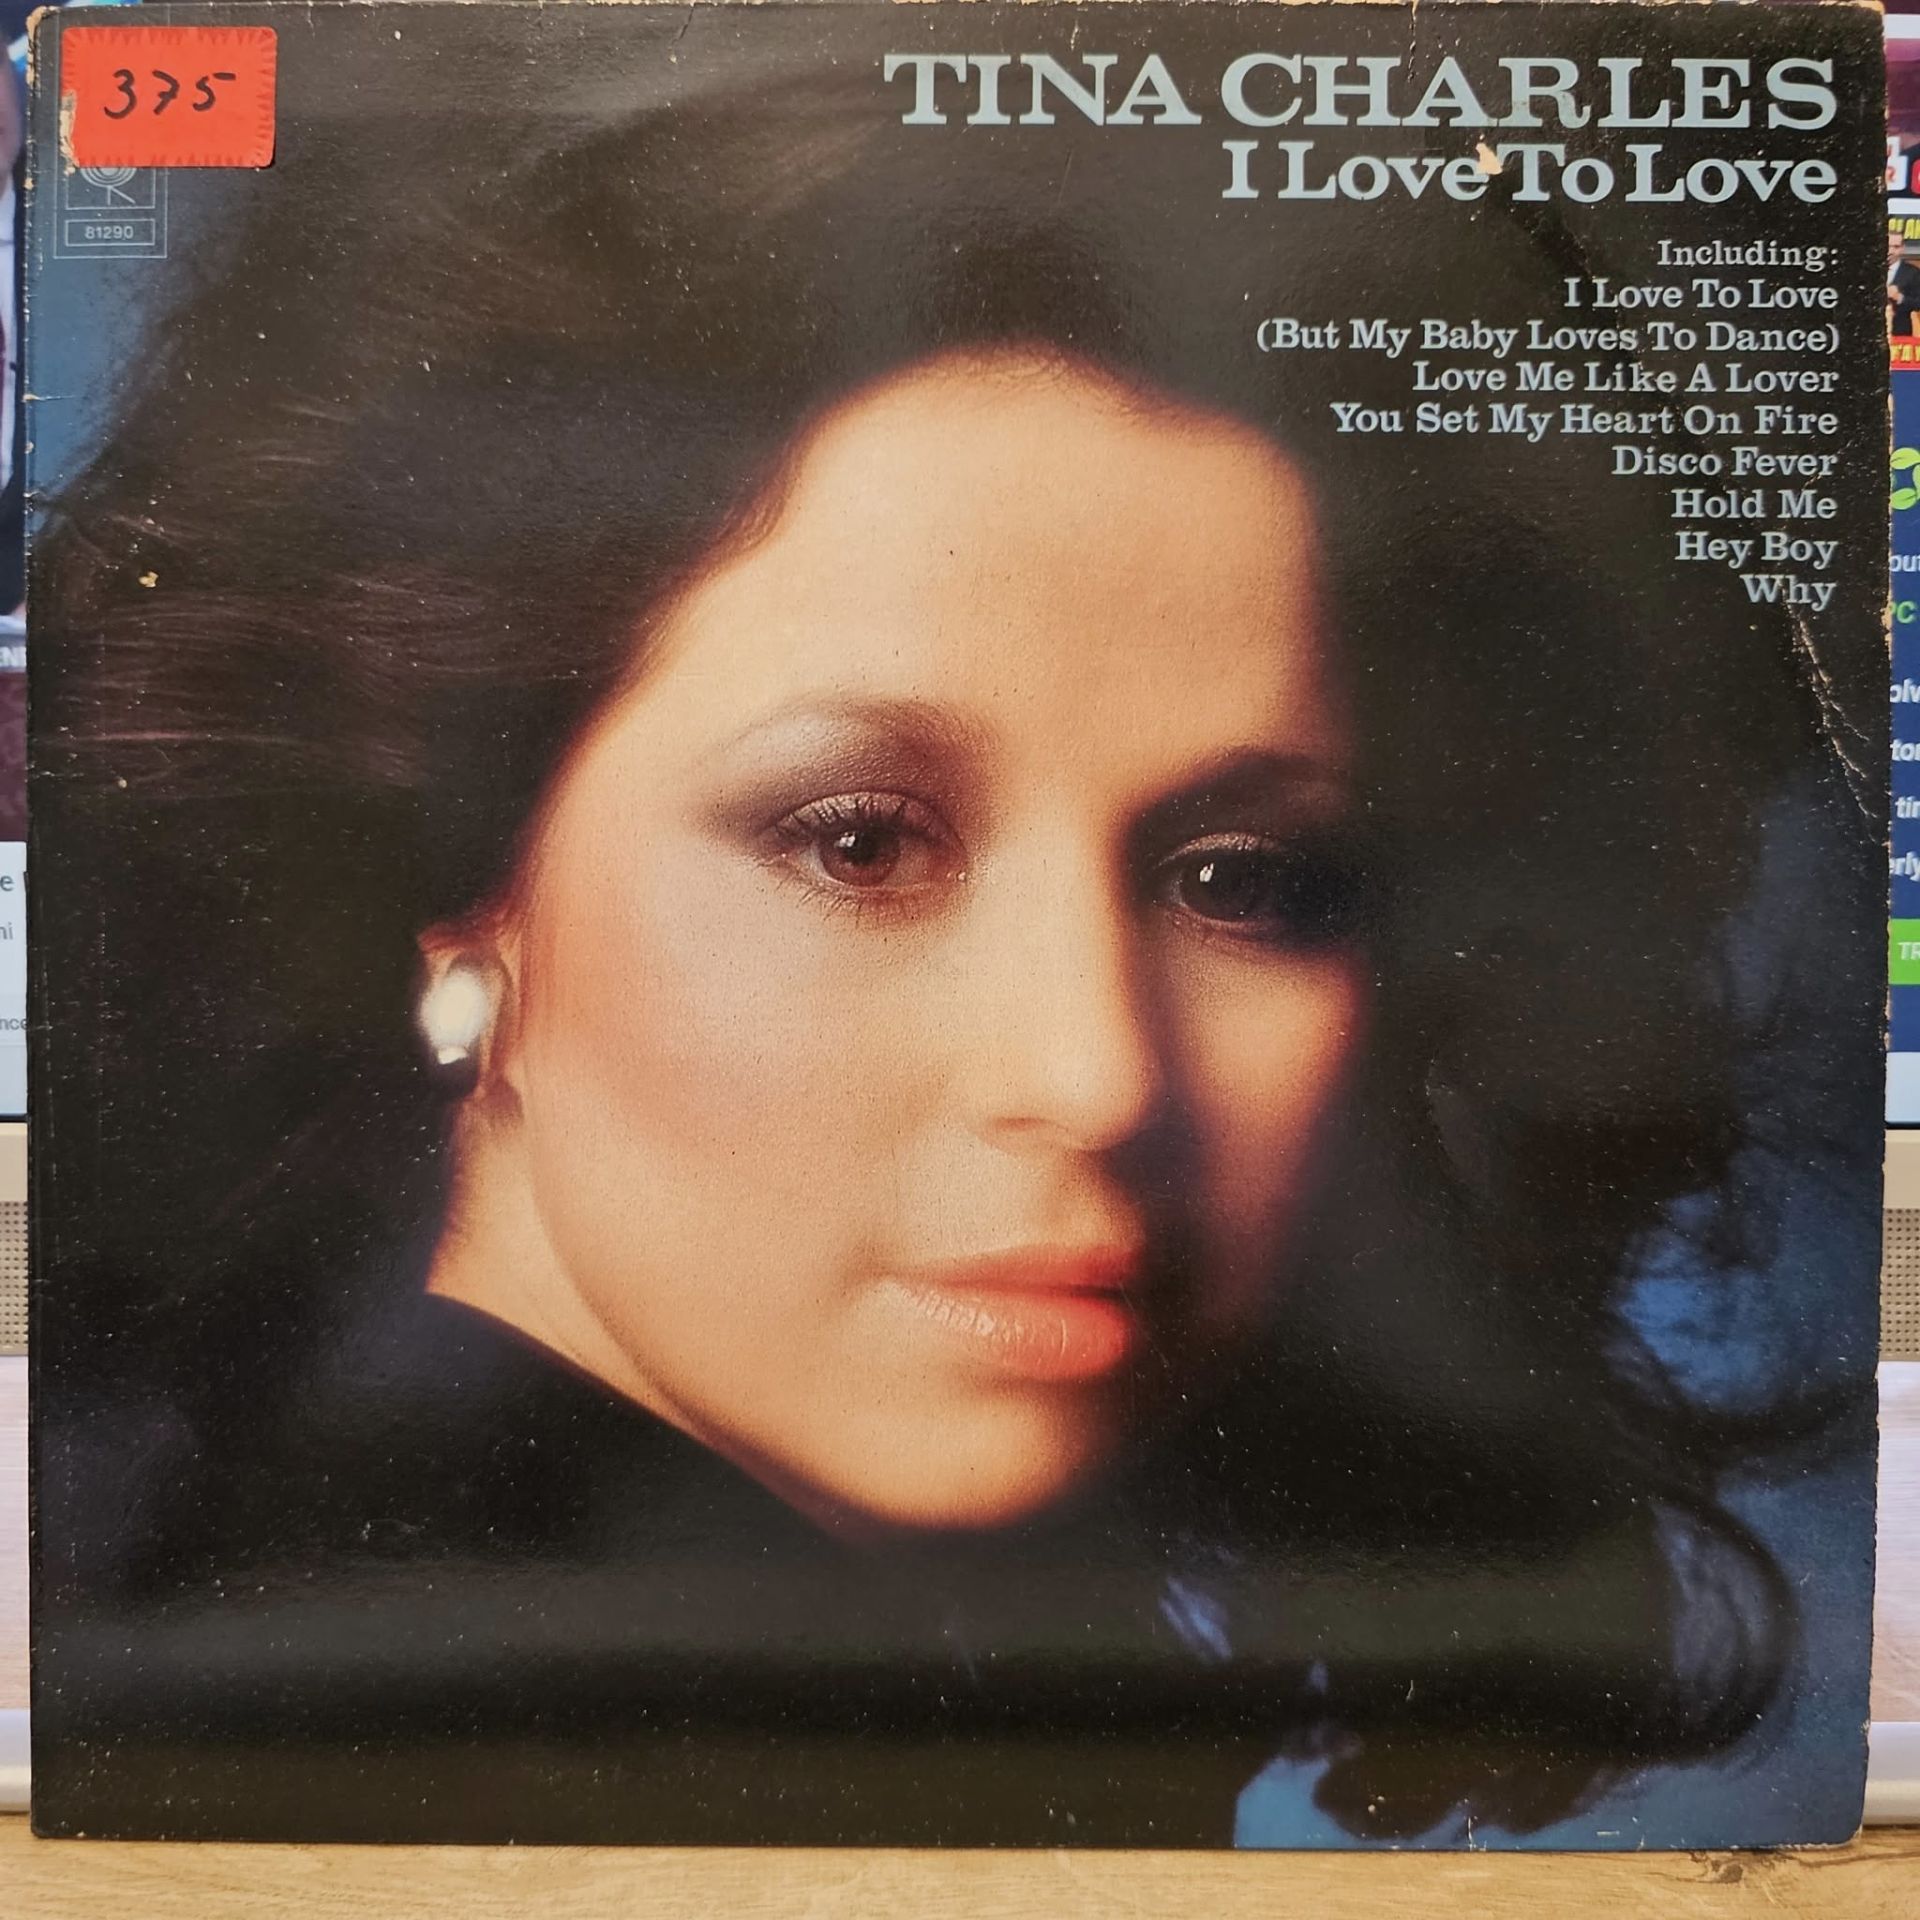 375
TINA CHARLES
I LOVE TO LOVE
81290
Including:
I Love To Love
(But My Baby Loves To Dance)
Love Me Like A Lover
You Set My Heart On Fire
Disco Fever
Hold Me
Hey Boy
Why